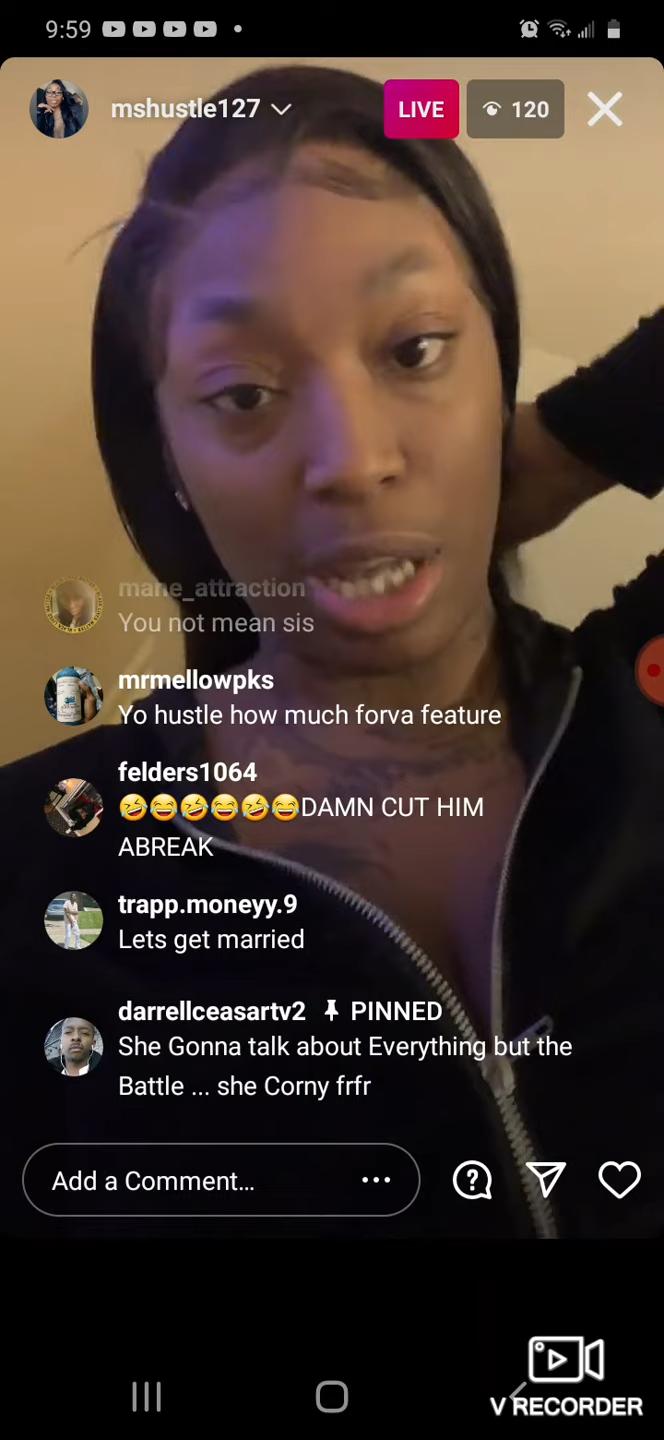 9:59
mshustle127
LIVE
120
mane_attraction
You not mean sis
mrmellowpks
Yo hustle how much forva feature
felders1064
🤣😂🤣😂🤣😂DAMN CUT HIM
ABREAK
trapp.moneyy.9
Lets get married
darrellceasartv2 PINNED
She Gonna talk about Everything but the
Battle ... she Corny frfr
Add a Comment...
V RECORDER